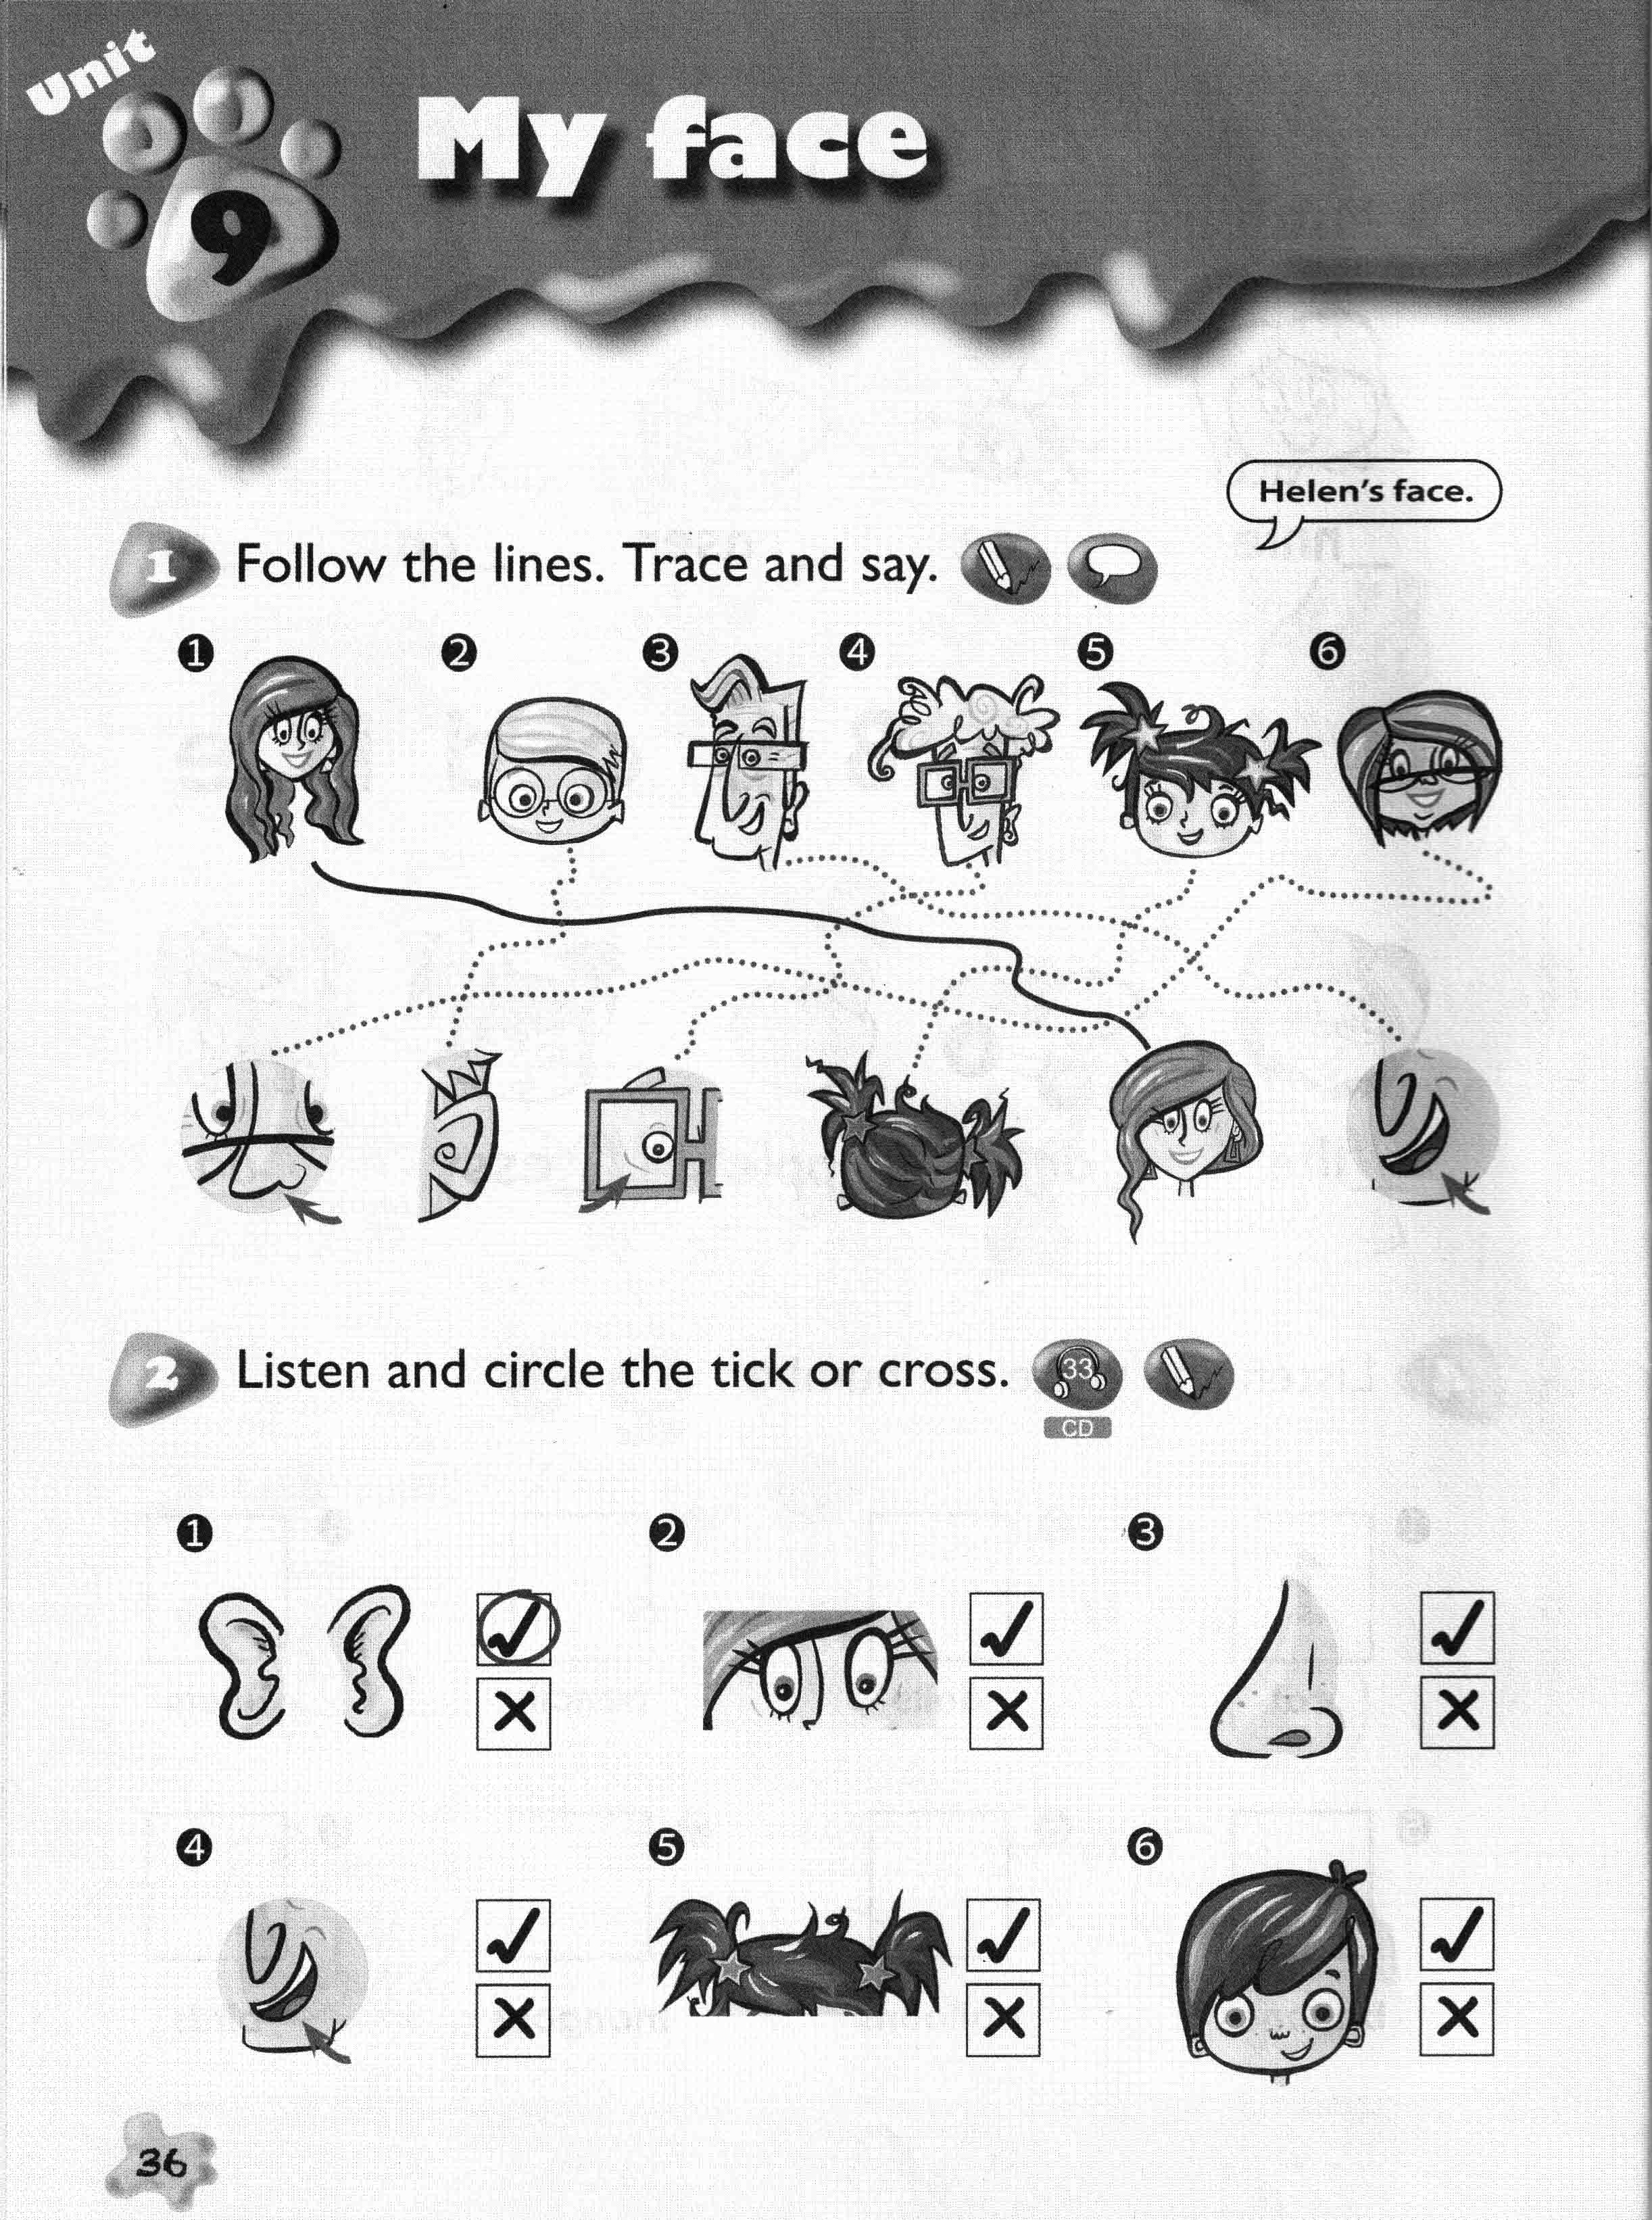 Unit
9
My face
Helen's face.
1 Follow the lines. Trace and say.
1 2 3 4 5 6
2 Listen and circle the tick or cross. 33
CD
1 2 3
4 5 6
36